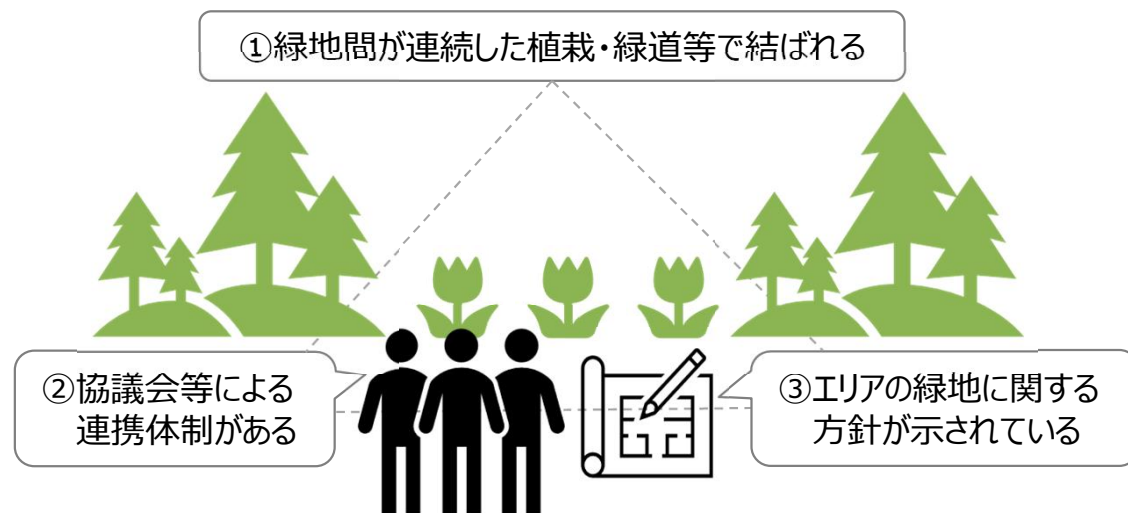 ①緑地間が連続した植栽・緑道等で結ばれる
②協議会等による
連携体制がある
③エリアの緑地に関する
方針が示されている